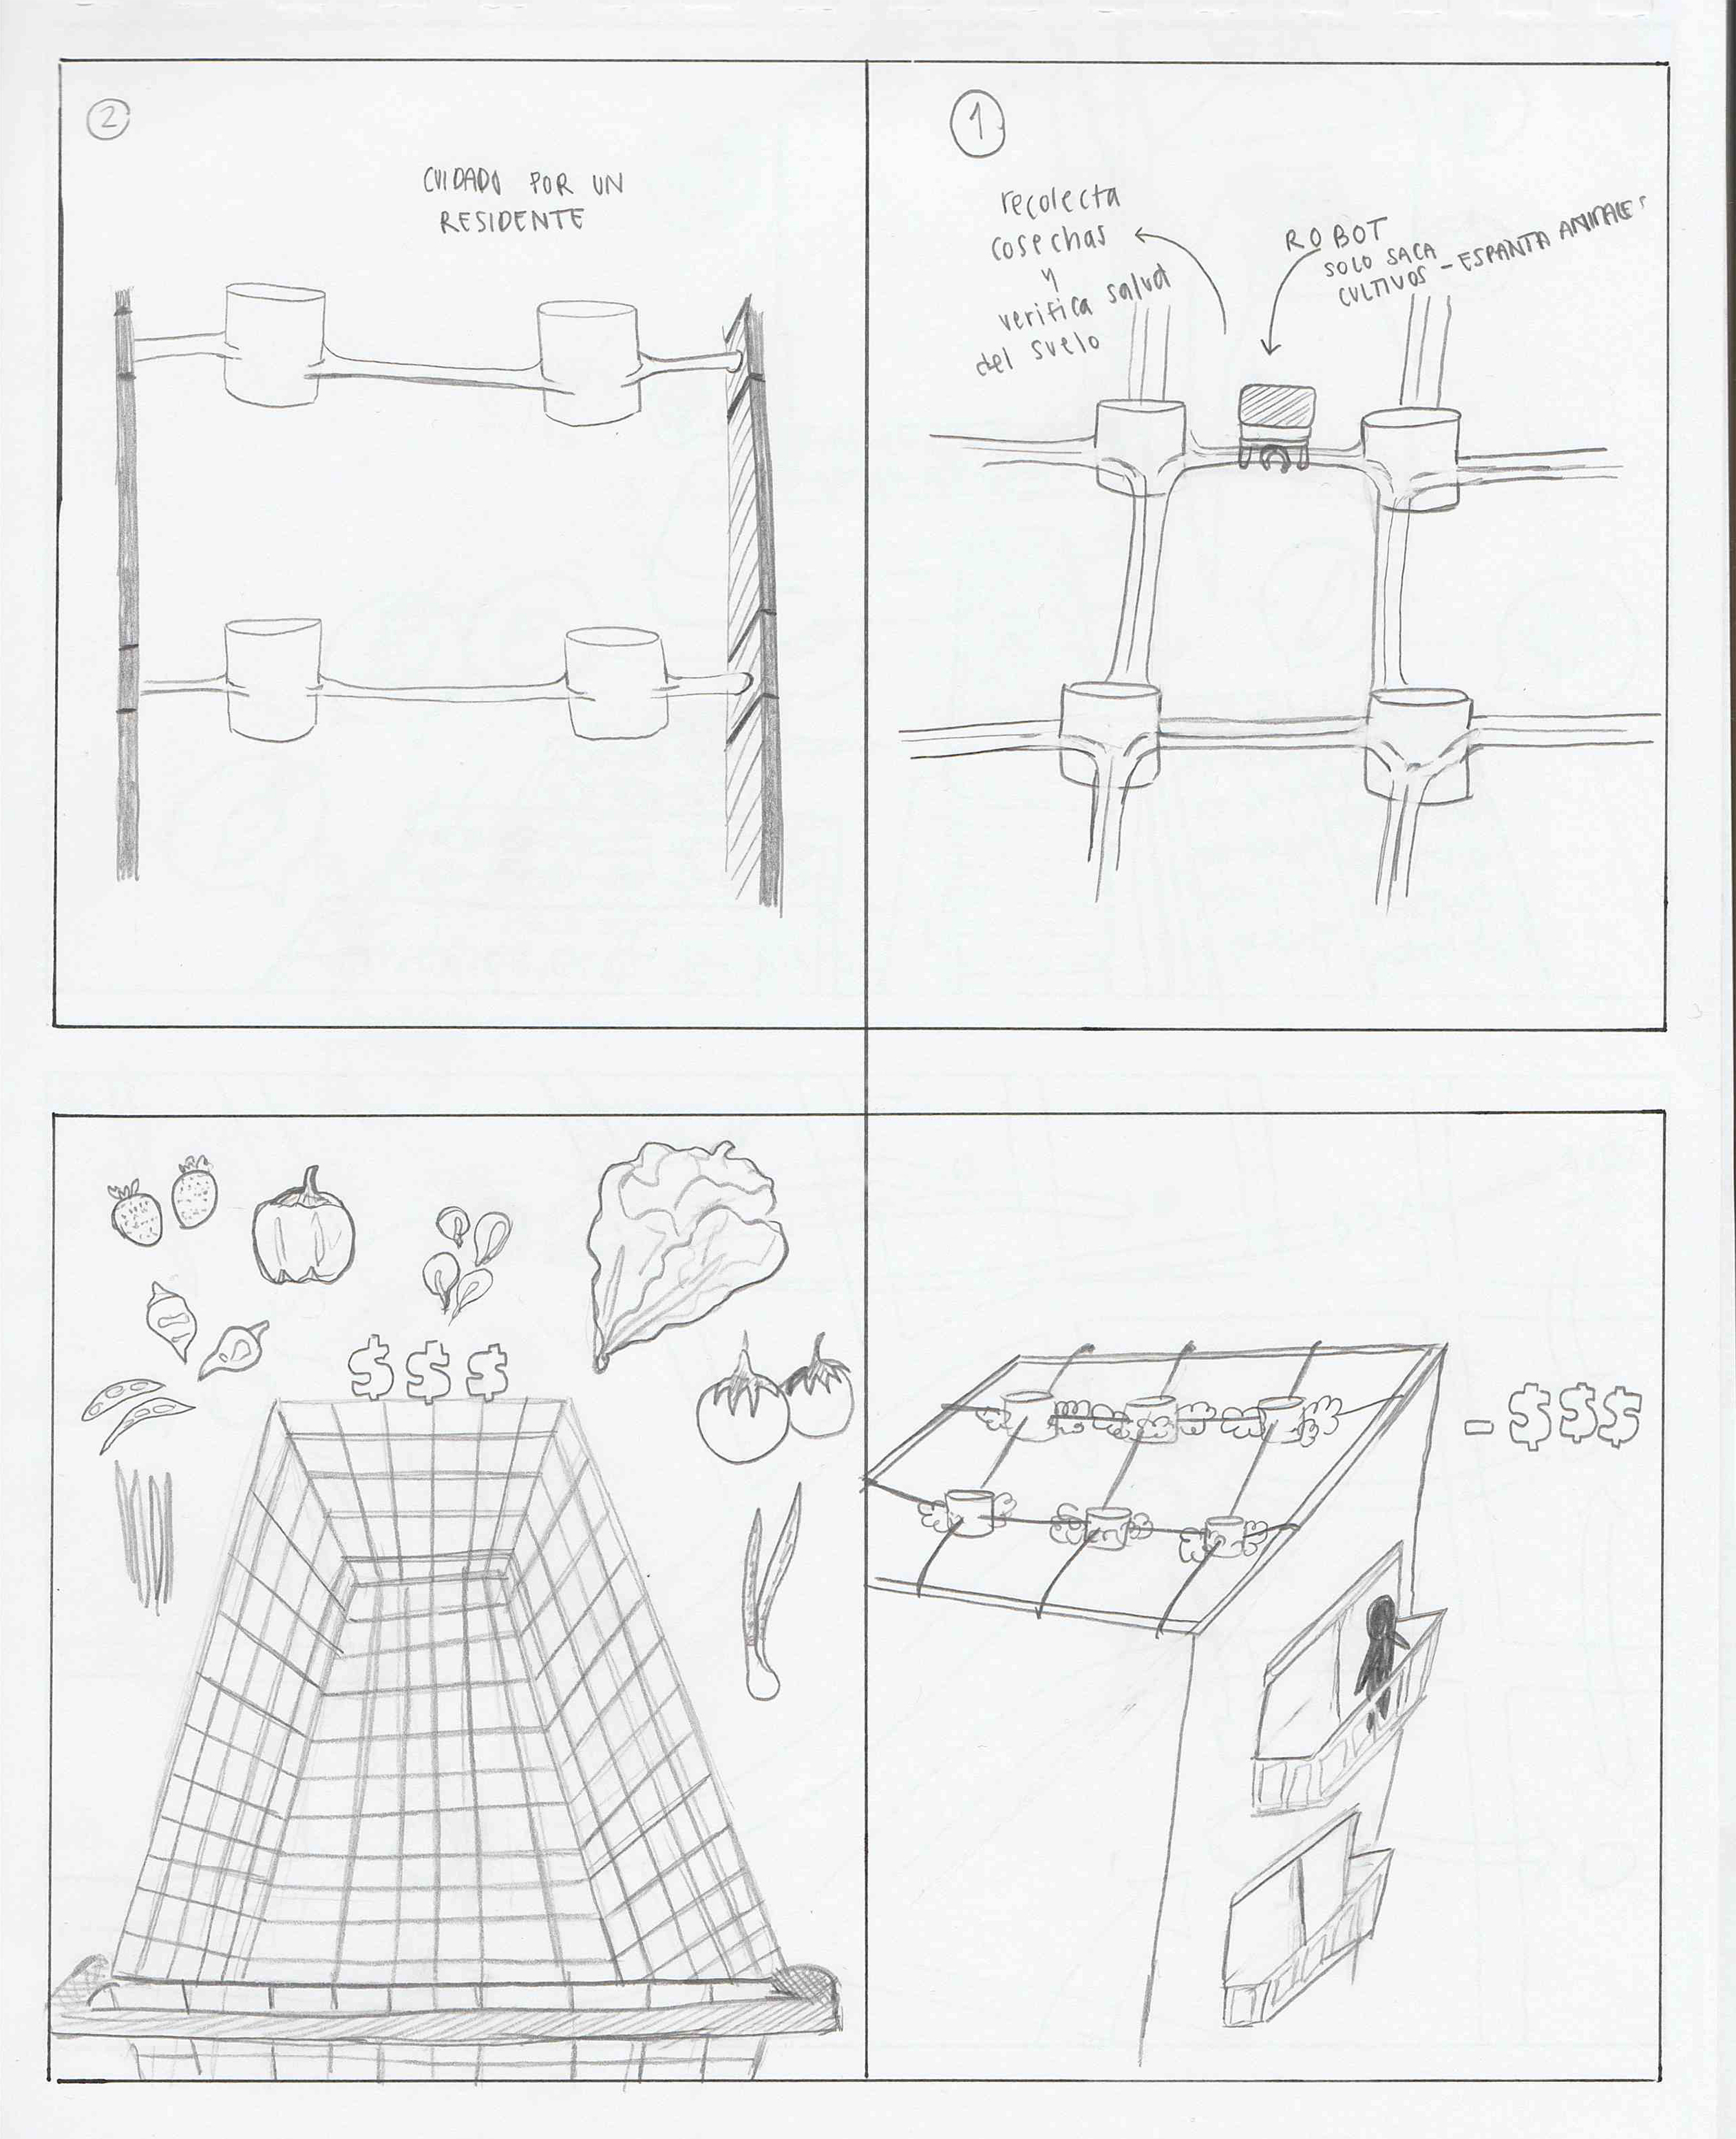 2
CUIDADO POR UN
RESIDENTE
1
recolecta
cosechas
y
verifica salud
del suelo
ROBOT
SOLO SACA
CULTIVOS - ESPANTA ANIMALES
$$$
- $$$